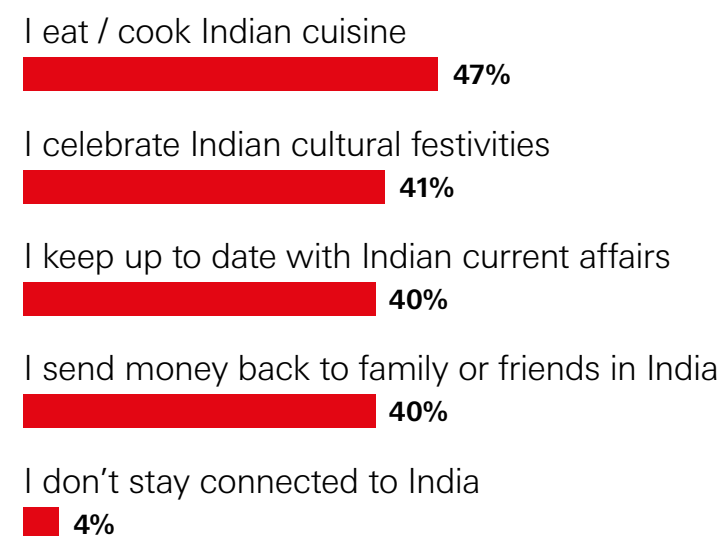 I eat / cook Indian cuisine
47%
I celebrate Indian cultural festivities
41%
I keep up to date with Indian current affairs
40%
I send money back to family or friends in India
40%
I don’t stay connected to India
4%